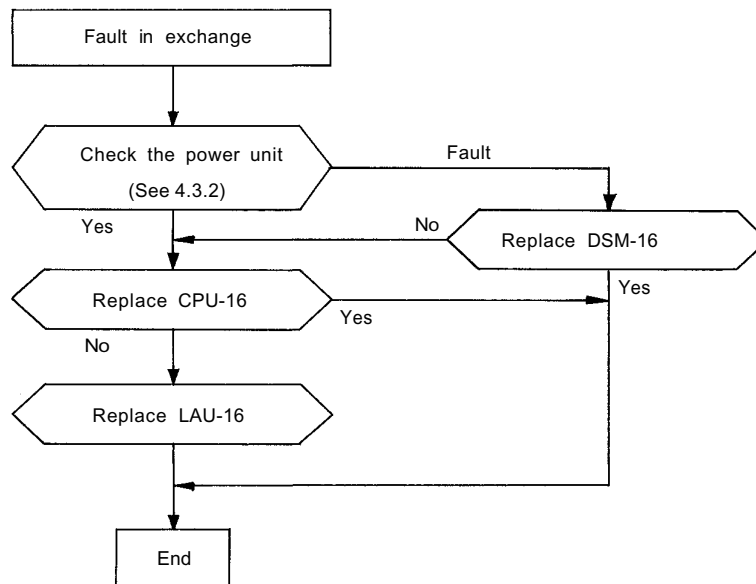 Fault in exchange
Check the power unit
(See 4.3.2)
Fault
Yes
No
Replace DSM-16
Yes
Replace CPU-16
Yes
No
Replace LAU-16
End